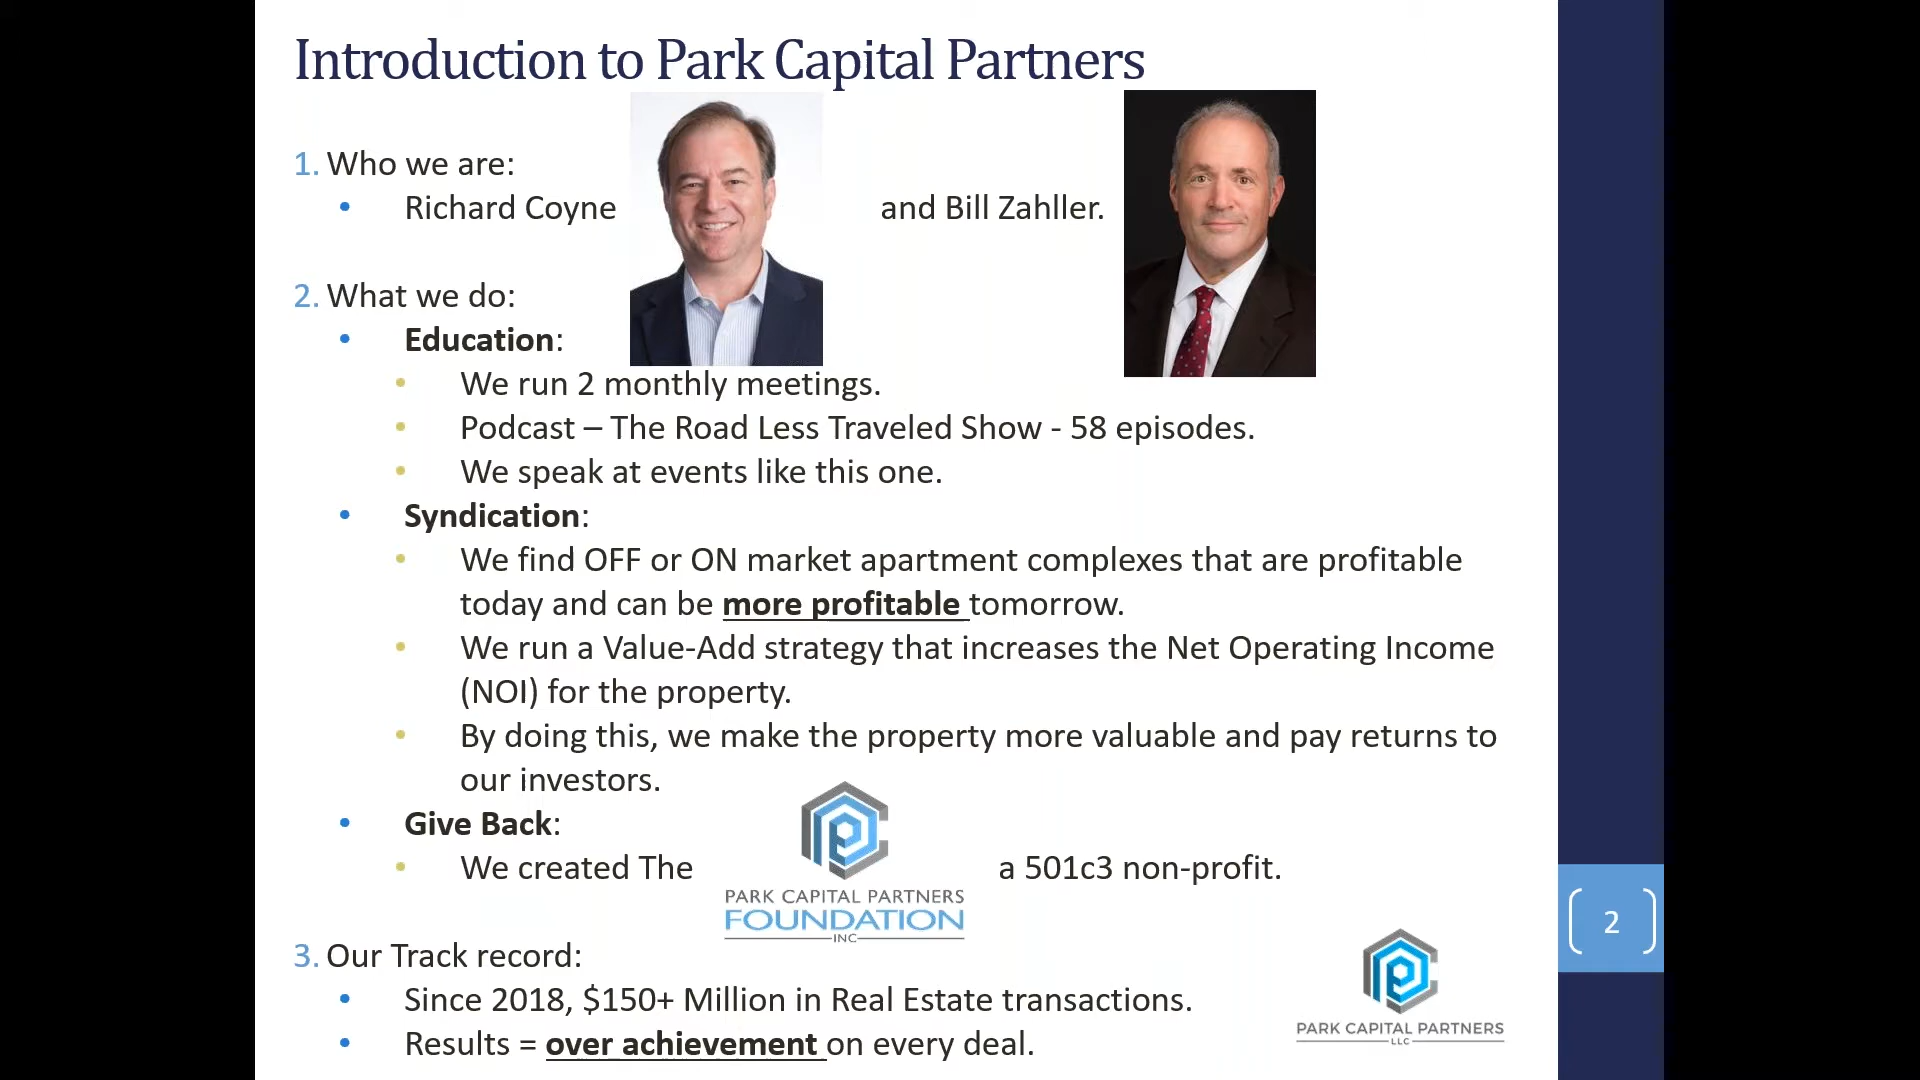 Introduction to Park Capital Partners
1. Who we are:
• Richard Coyne and Bill Zahller.
2. What we do:
• Education:
• We run 2 monthly meetings.
• Podcast – The Road Less Traveled Show - 58 episodes.
• We speak at events like this one.
• Syndication:
• We find OFF or ON market apartment complexes that are profitable
today and can be more profitable tomorrow.
• We run a Value-Add strategy that increases the Net Operating Income
(NOI) for the property.
• By doing this, we make the property more valuable and pay returns to
our investors.
• Give Back:
• We created The a 501c3 non-profit.
PARK CAPITAL PARTNERS
FOUNDATION
INC
3. Our Track record:
• Since 2018, $150+ Million in Real Estate transactions.
• Results = over achievement on every deal.
PARK CAPITAL PARTNERS
LLC
2